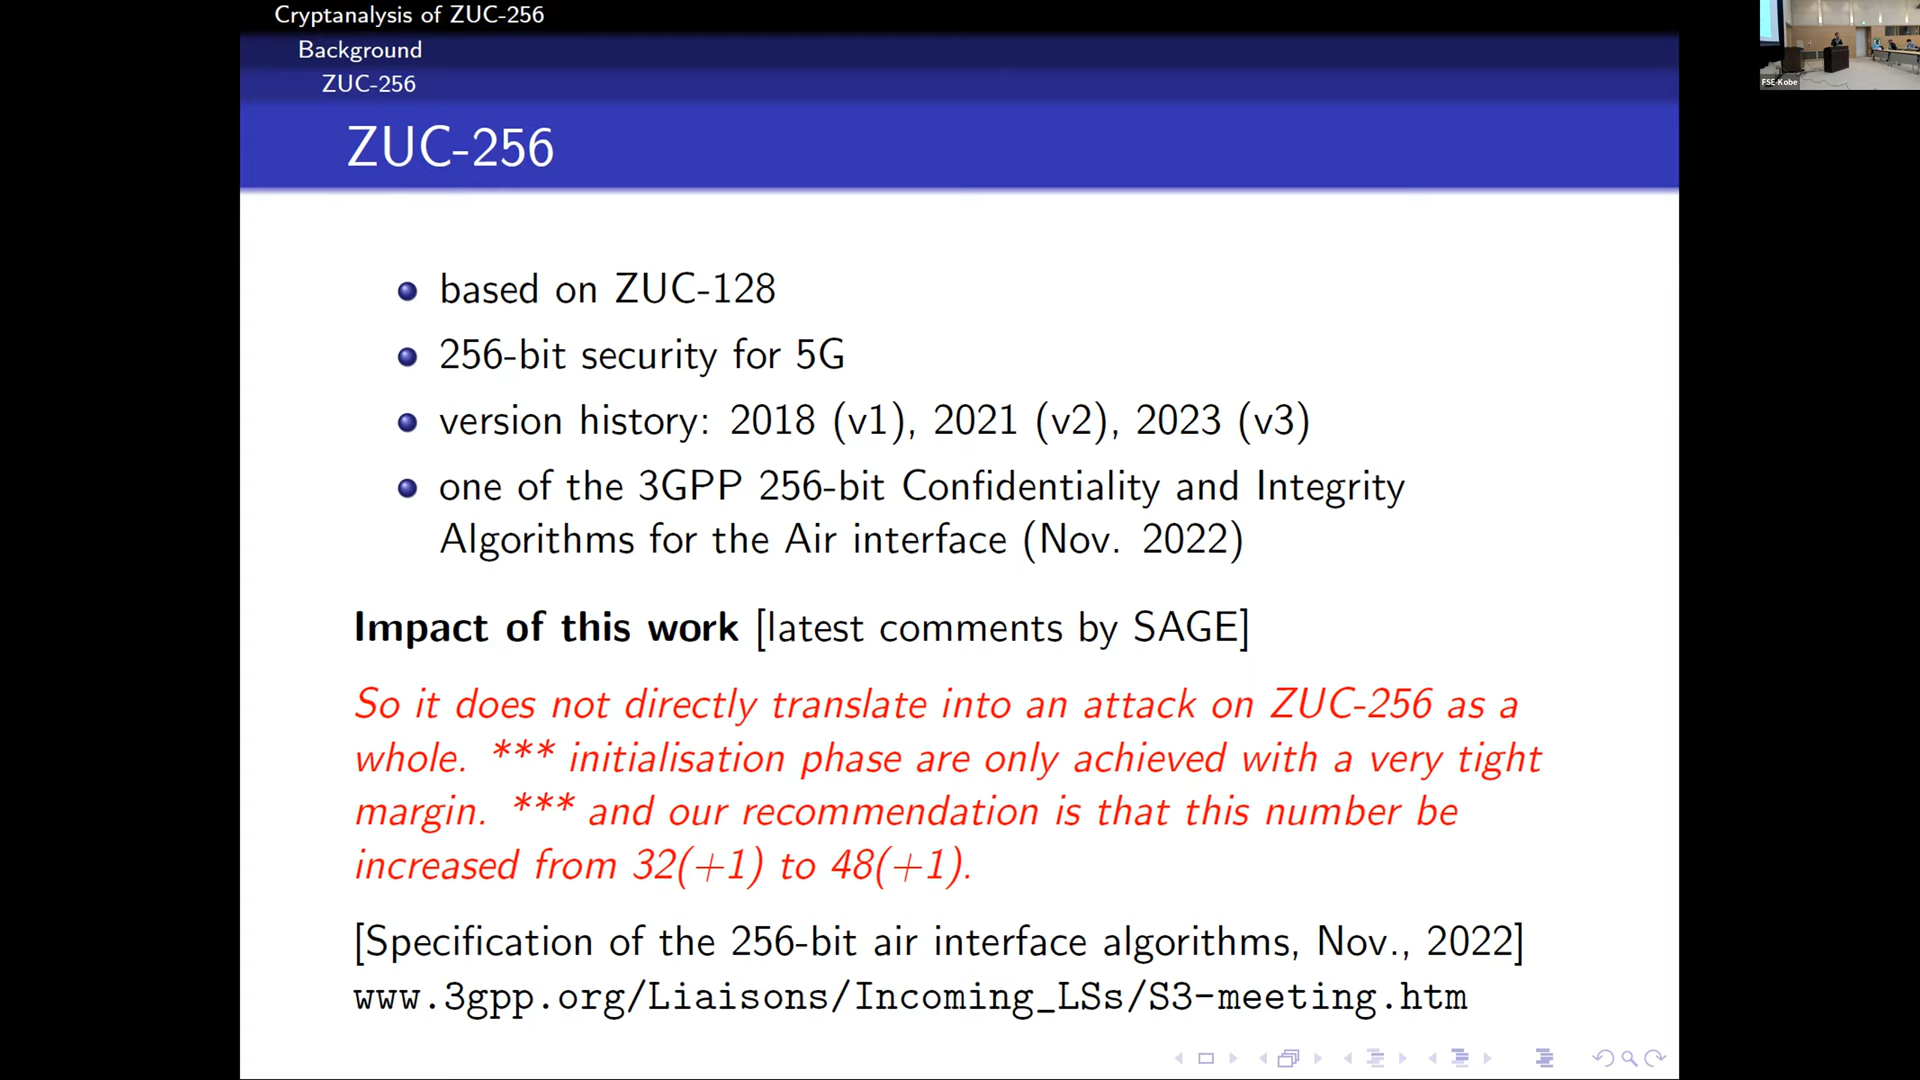 Cryptanalysis of ZUC-256
Background
ZUC-256
ZUC-256
based on ZUC-128
256-bit security for 5G
version history: 2018 (v1), 2021 (v2), 2023 (v3)
one of the 3GPP 256-bit Confidentiality and Integrity
Algorithms for the Air interface (Nov. 2022)
Impact of this work [latest comments by SAGE]
So it does not directly translate into an attack on ZUC-256 as a
whole. *** initialisation phase are only achieved with a very tight
margin. *** and our recommendation is that this number be
increased from 32(+1) to 48(+1).
[Specification of the 256-bit air interface algorithms, Nov., 2022]
www.3gpp.org/Liaisons/Incoming_LSs/S3-meeting.htm
FSE-Kobe